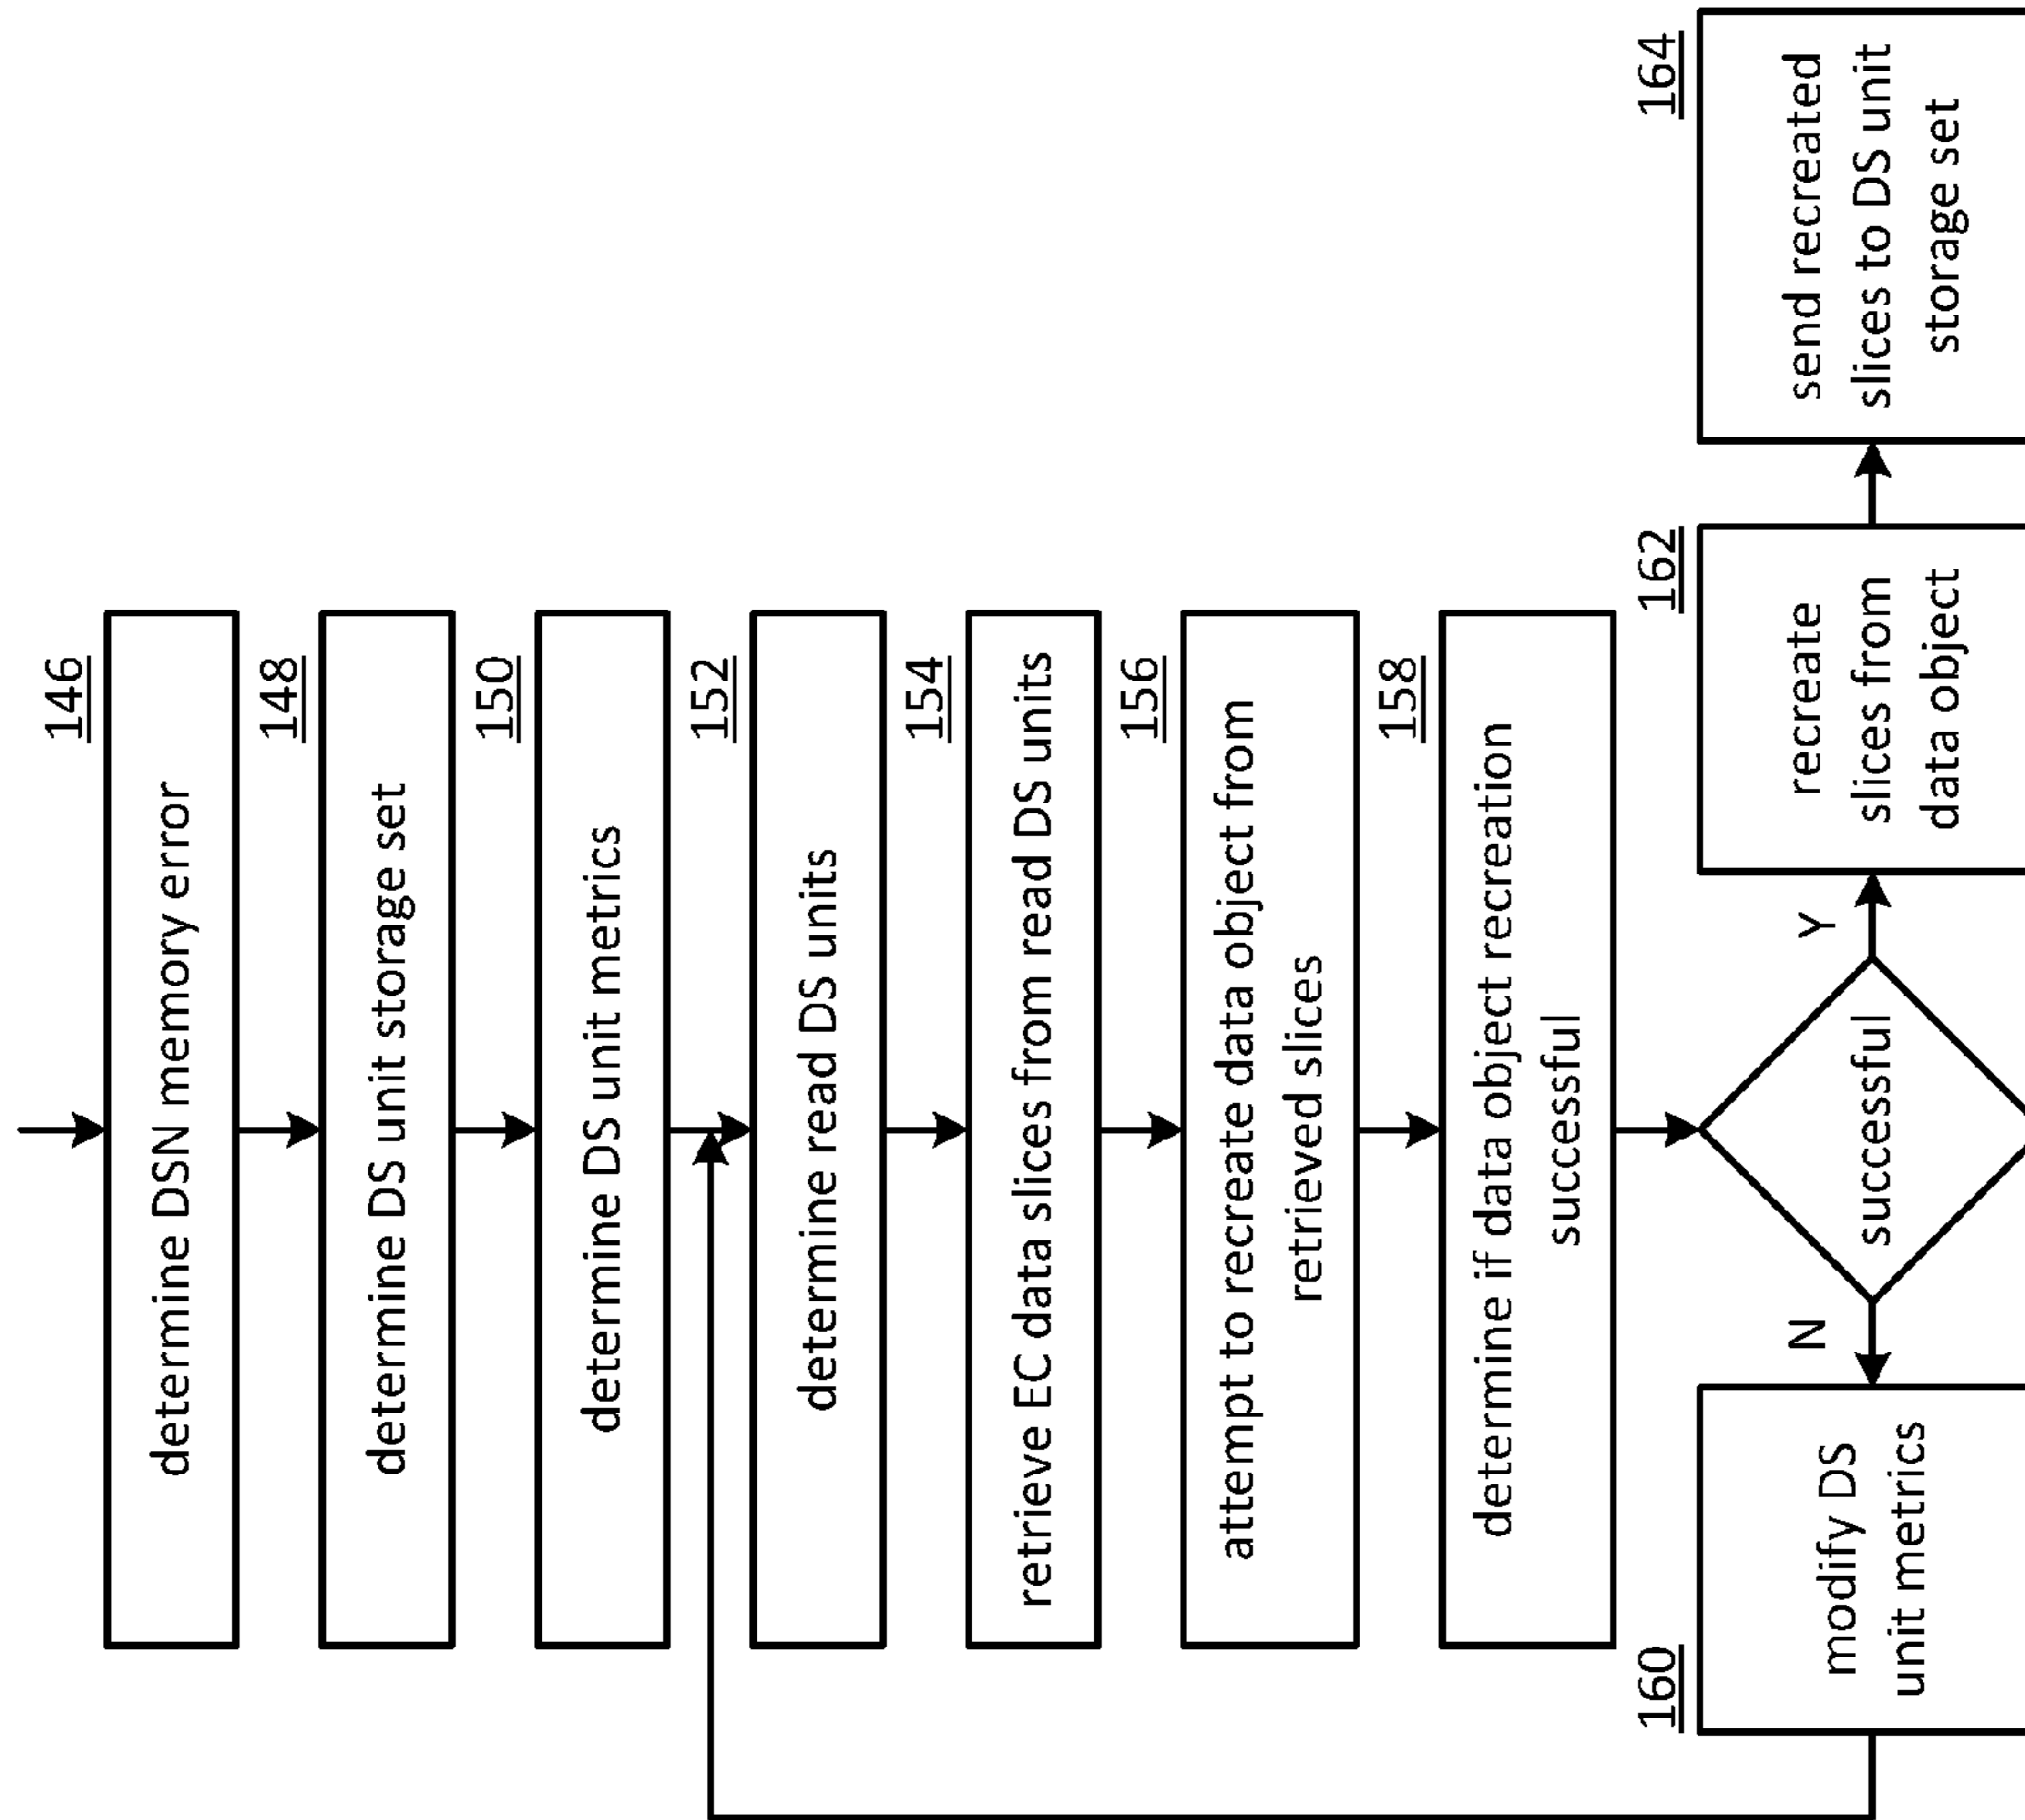 146
determine DSN memory error
148
determine DS unit storage set
150
determine DS unit metrics
152
determine read DS units
154
retrieve EC data slices from read DS units
156
attempt to recreate data object from
retrieved slices
158
determine if data object recreation
successful
successful
N
Y
160
modify DS
unit metrics
162
recreate
slices from
data object
164
send recreated
slices to DS unit
storage set